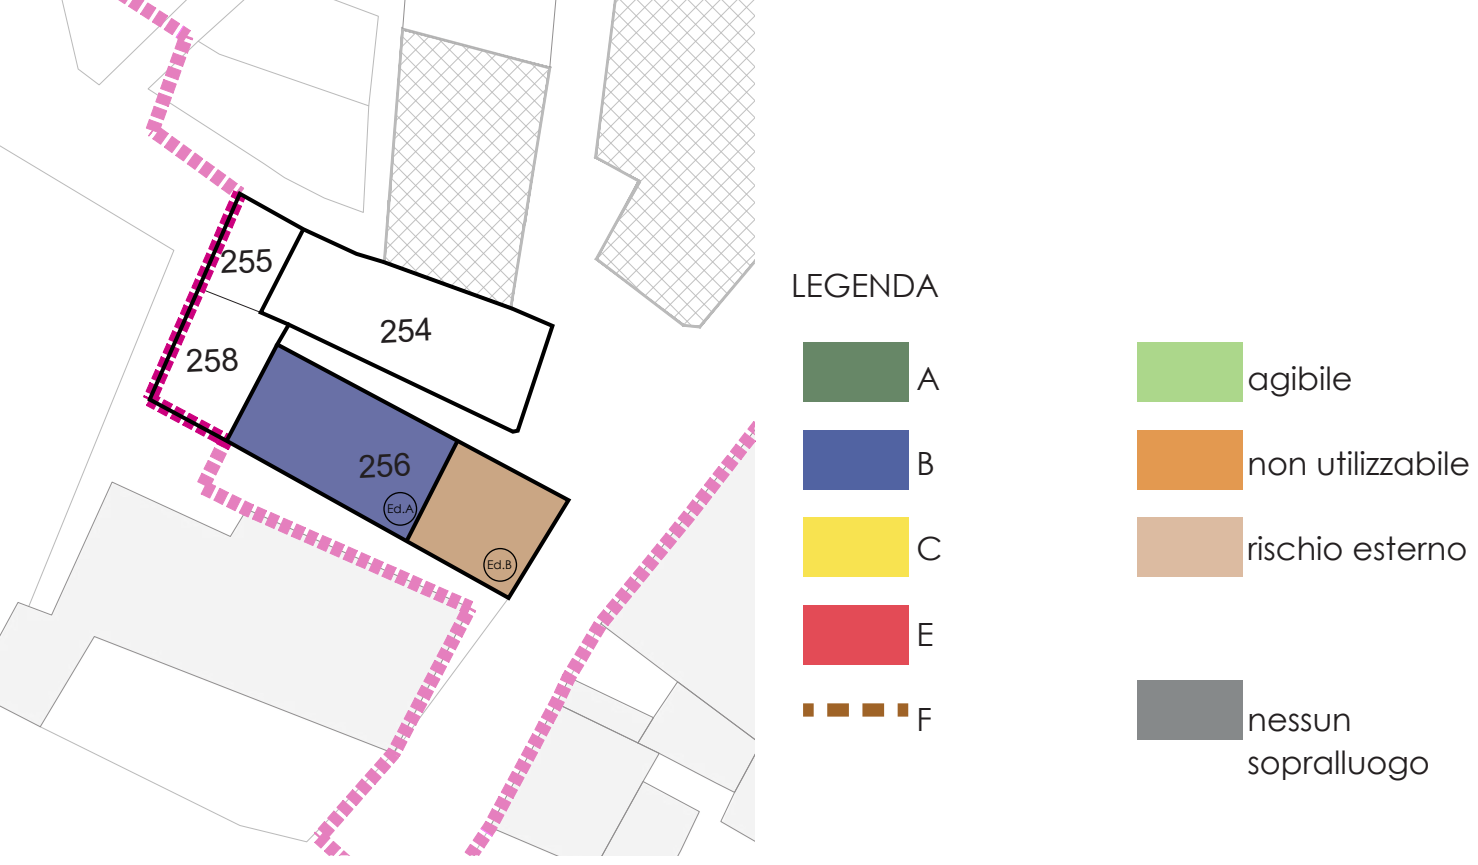 255
254
258
256
Ed.A
Ed.B
LEGENDA
A
B
C
E
F
agibile
non utilizzabile
rischio esterno
nessun
sopralluogo